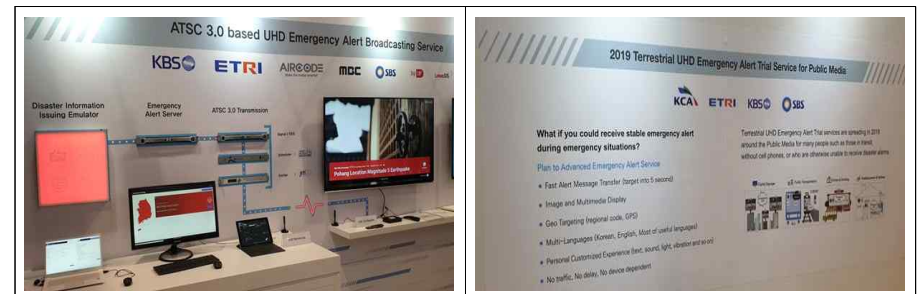 ATSC 3.0 based UHD Emergency Alert Broadcasting Service
KBS ETRI AIRCODE MBC SBS
Disaster Information
Issuing Emulator
Emergency
Alert Server
ATSC 3.0 Transmission
Pohang Location Magnitude 5 Earthquake
2019 Terrestrial UHD Emergency Alert Trial Service for Public Media
KCA ETRI KBS SBS
What if you could receive stable emergency alert
during emergency situations?
Plan to Advanced Emergency Alert Service
Fast Alert Message Transfer (target into 5 second)
Image and Multimedia Display
Geo Targeting (regional code, GPS)
Multi-Languages (Korean, English, Most of useful languages)
Personal Customized Experience (text, sound, light, vibration and so on)
No traffic, No delay, No device dependent
Terrestrial UHD Emergency Alert Trial services are spreading in 2019
around the Public Media for many people such as those in transit,
without cell phones, or who are otherwise unable to receive disaster alarms.